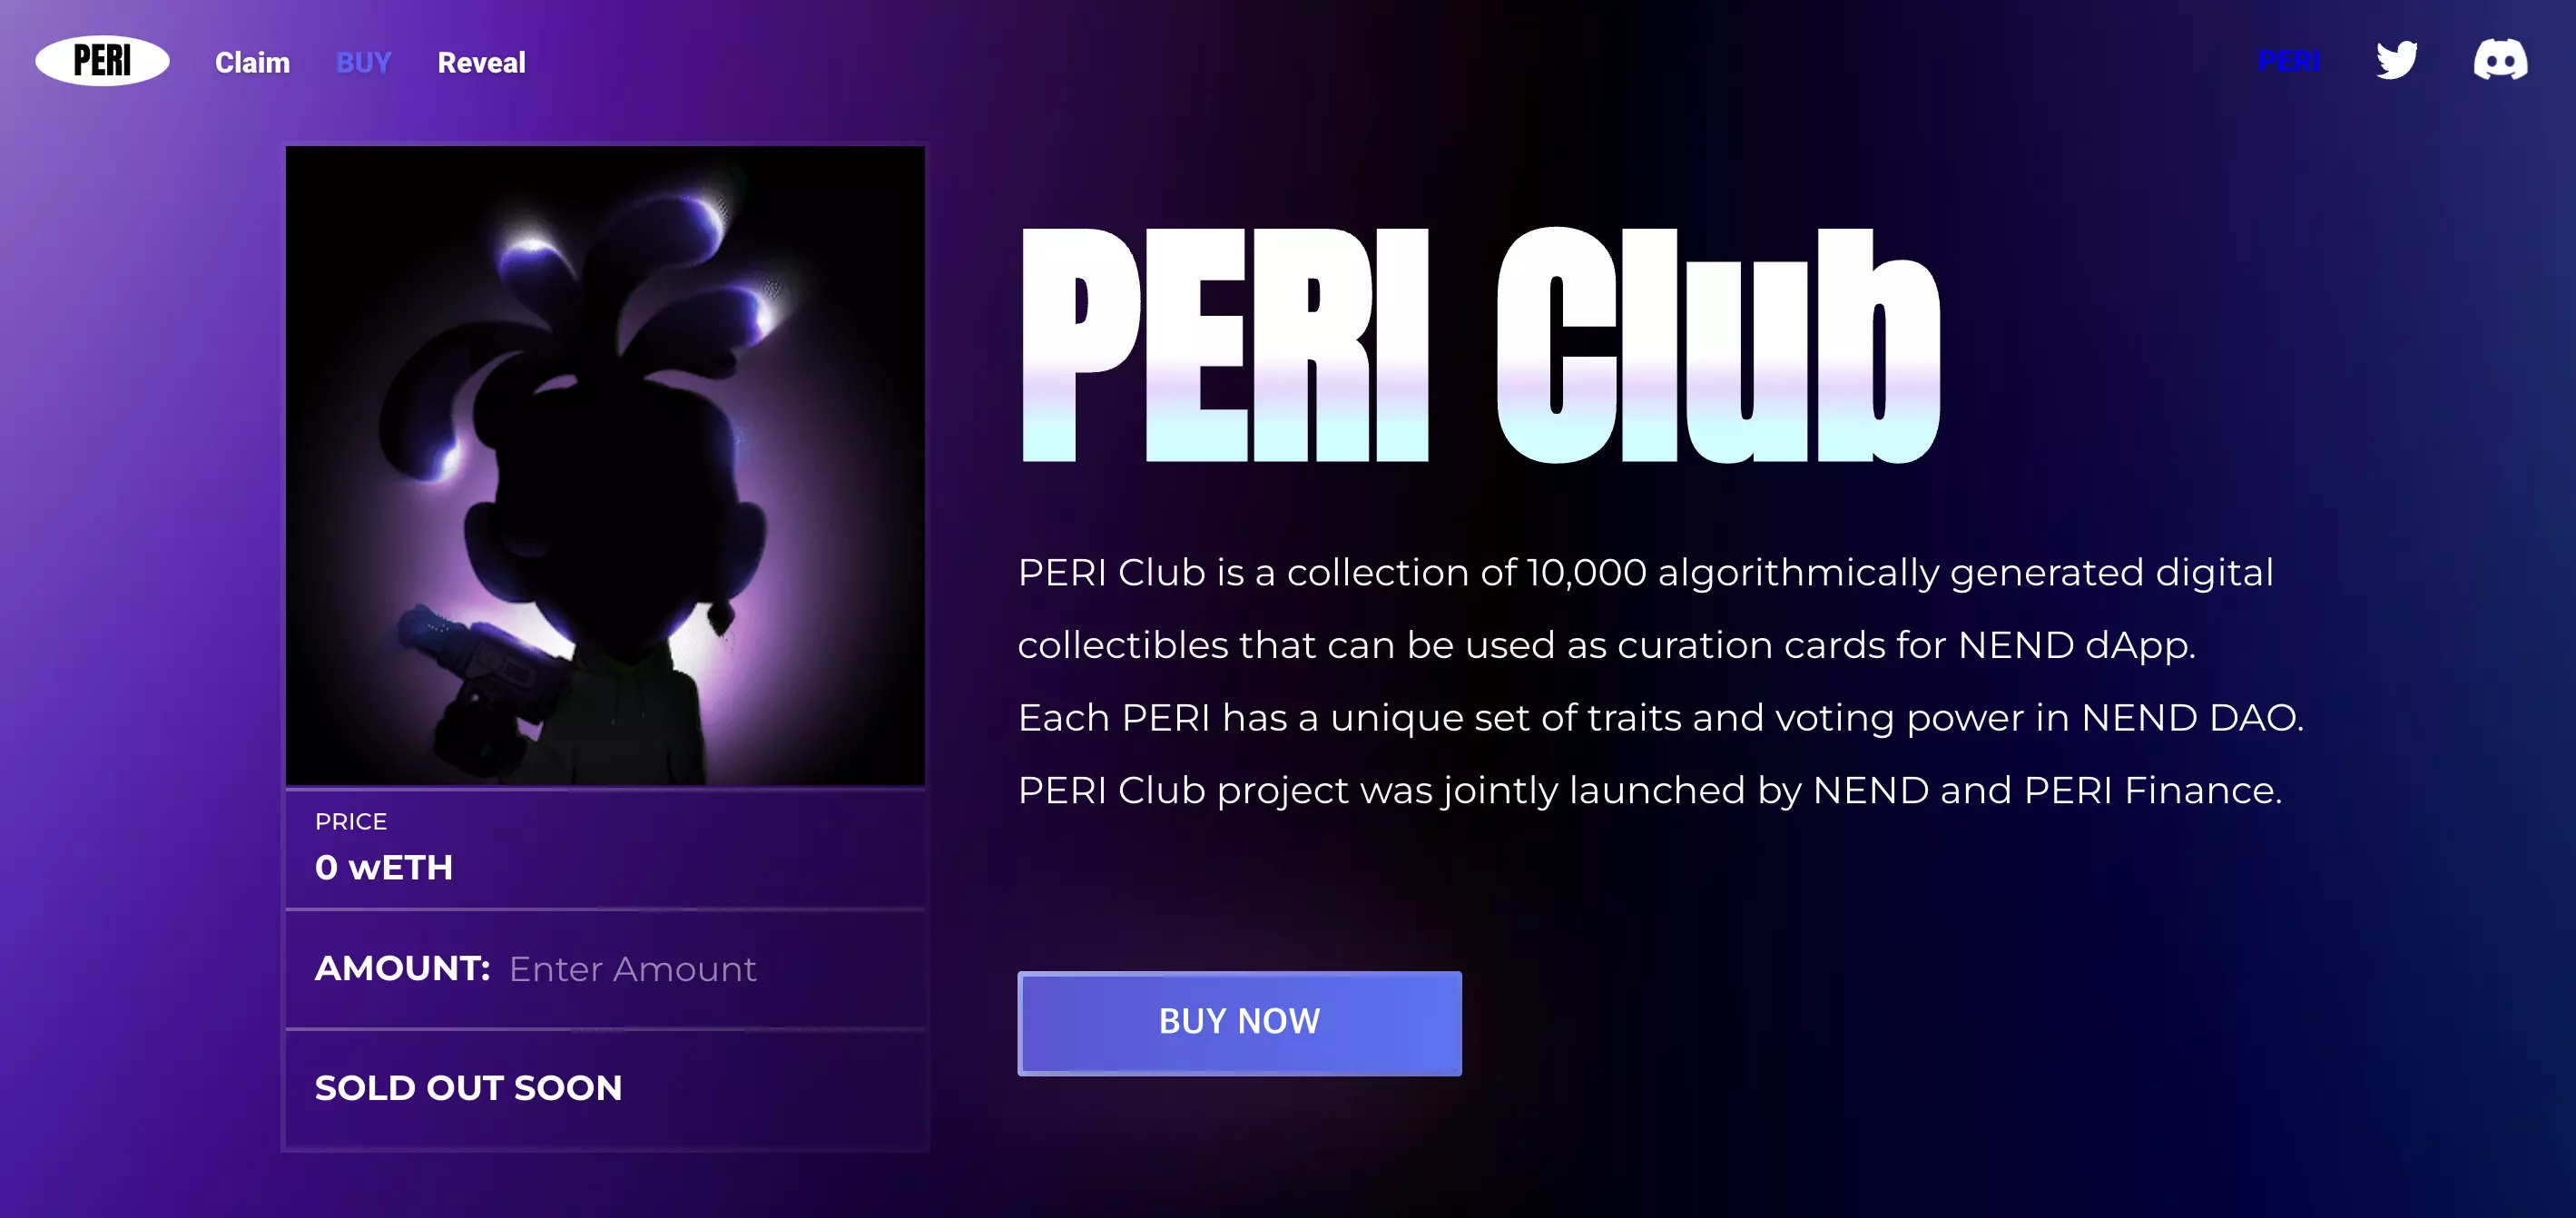 PERI
Claim
BUY
Reveal
PERI
PERI Club
PERI Club is a collection of 10,000 algorithmically generated digital
collectibles that can be used as curation cards for NEND dApp.
Each PERI has a unique set of traits and voting power in NEND DAO.
PERI Club project was jointly launched by NEND and PERI Finance.
PRICE
0 wETH
AMOUNT: Enter Amount
SOLD OUT SOON
BUY NOW